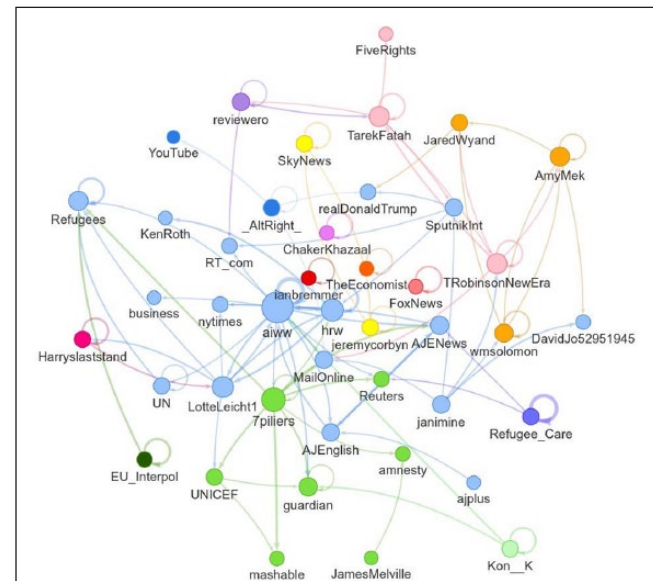 FiveRights
reviewero
TarekFatah
JaredWyand
YouTube
SkyNews
AmyMek
Refugees
_AltRight_
realDonaldTrump
KenRoth
SputnikInt
ChakerKhazaal
RT_com
TheEconomist
TRobinsonNewEra
ianbremmer
FoxNews
business
nytimes
aiww
hrw
jeremycorbyn
AJENews
wmsolomon
DavidJo52951945
Harryslaststand
MailOnline
UN
LotteLeicht1
7piliers
Reuters
janimine
Refugee_Care
AJEnglish
EU_Interpol
UNICEF
guardian
amnesty
ajplus
mashable
JamesMelville
Kon__K